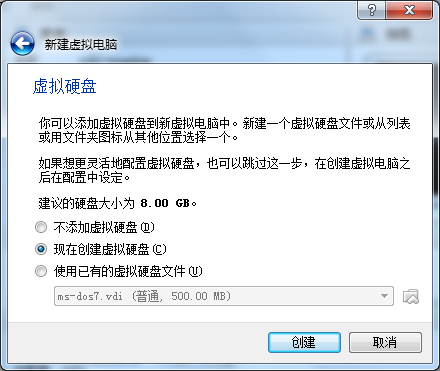 新建虚拟电脑
虚拟硬盘
你可以添加虚拟硬盘到新虚拟电脑中。新建一个虚拟硬盘文件或从列表
或用文件夹图标从其他位置选择一个。
如果想更灵活地配置虚拟硬盘，也可以跳过这一步，在创建虚拟电脑之
后在配置中设定。
建议的硬盘大小为 8.00 GB。
不添加虚拟硬盘(D)
现在创建虚拟硬盘(C)
使用已有的虚拟硬盘文件(U)
ms-dos7.vdi (普通, 500.00 MB)
创建 取消